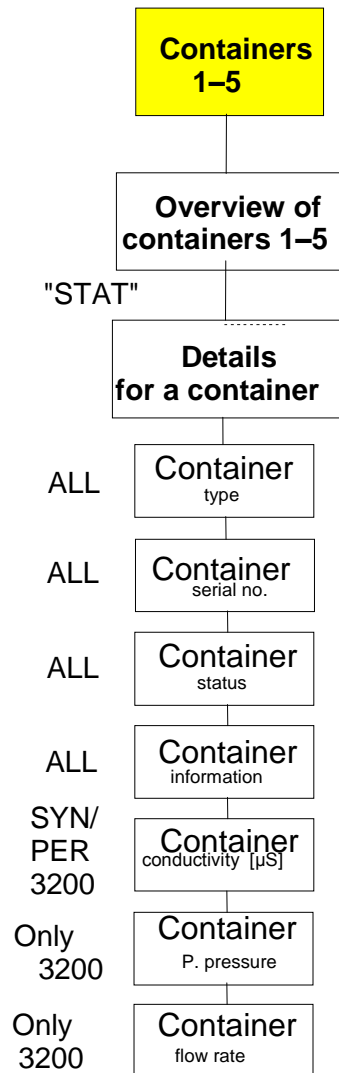 Containers
1–5
Overview of
containers 1–5
"STAT"
Details
for a container
ALL
Container
type
ALL
Container
serial no.
ALL
Container
status
ALL
Container
information
SYN/
PER
3200
Container
conductivity [µS]
Only
3200
Container
P. pressure
Only
3200
Container
flow rate